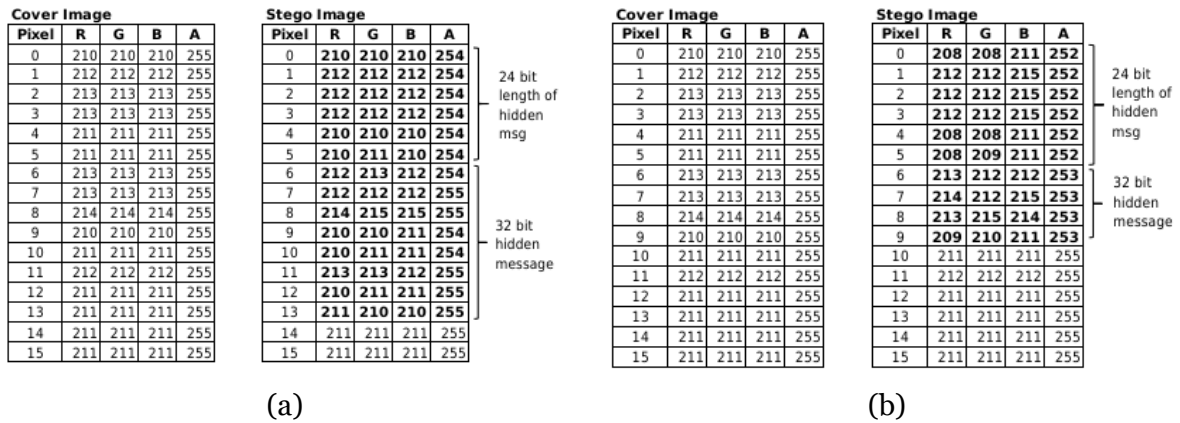 Cover Image
Pixel R G B A
0 210 210 210 255
1 212 212 212 255
2 213 213 213 255
3 213 213 213 255
4 211 211 211 255
5 211 211 211 255
6 213 213 213 255
7 213 213 213 255
8 214 214 214 255
9 210 210 210 255
10 211 211 211 255
11 212 212 212 255
12 211 211 211 255
13 211 211 211 255
14 211 211 211 255
15 211 211 211 255
Stego Image
Pixel R G B A
0 210 210 210 254
1 212 212 212 254
2 212 212 212 254
3 212 212 212 254
4 210 210 210 254
5 210 211 210 254
6 212 213 212 254
7 212 212 212 255
8 214 215 215 255
9 210 210 211 254
10 210 211 211 254
11 213 213 212 255
12 210 211 211 255
13 211 210 210 255
14 211 211 211 255
15 211 211 211 255
24 bit
length of
hidden
msg
32 bit
hidden
message
(a)
Cover Image
Pixel R G B A
0 210 210 210 255
1 212 212 212 255
2 213 213 213 255
3 213 213 213 255
4 211 211 211 255
5 211 211 211 255
6 213 213 213 255
7 213 213 213 255
8 214 214 214 255
9 210 210 210 255
10 211 211 211 255
11 212 212 212 255
12 211 211 211 255
13 211 211 211 255
14 211 211 211 255
15 211 211 211 255
Stego Image
Pixel R G B A
0 208 208 211 252
1 212 212 215 252
2 212 212 215 252
3 212 212 215 252
4 208 208 211 252
5 208 209 211 252
6 213 212 212 253
7 214 212 215 253
8 213 215 214 253
9 209 210 211 253
10 211 211 211 255
11 212 212 212 255
12 211 211 211 255
13 211 211 211 255
14 211 211 211 255
15 211 211 211 255
24 bit
length of
hidden
msg
32 bit
hidden
message
(b)